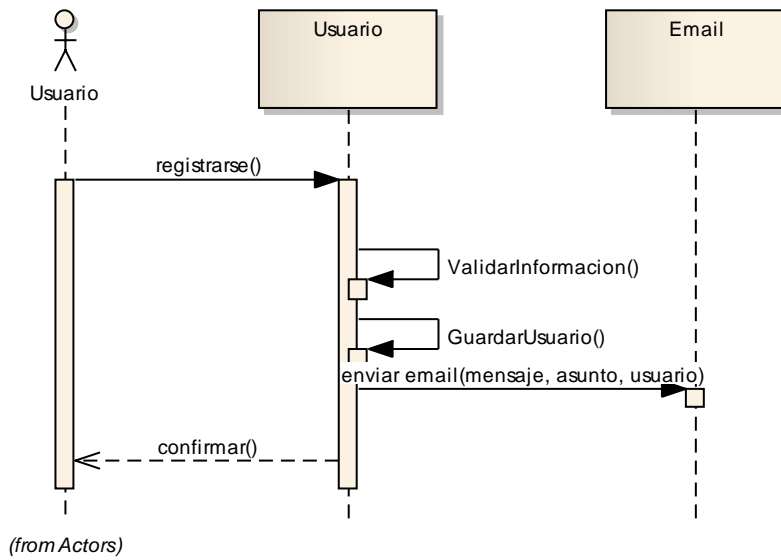 Usuario
Email
Usuario
registrarse()
ValidarInformacion()
GuardarUsuario()
enviar email(mensaje, asunto, usuario)
confirmar()
(from Actors)